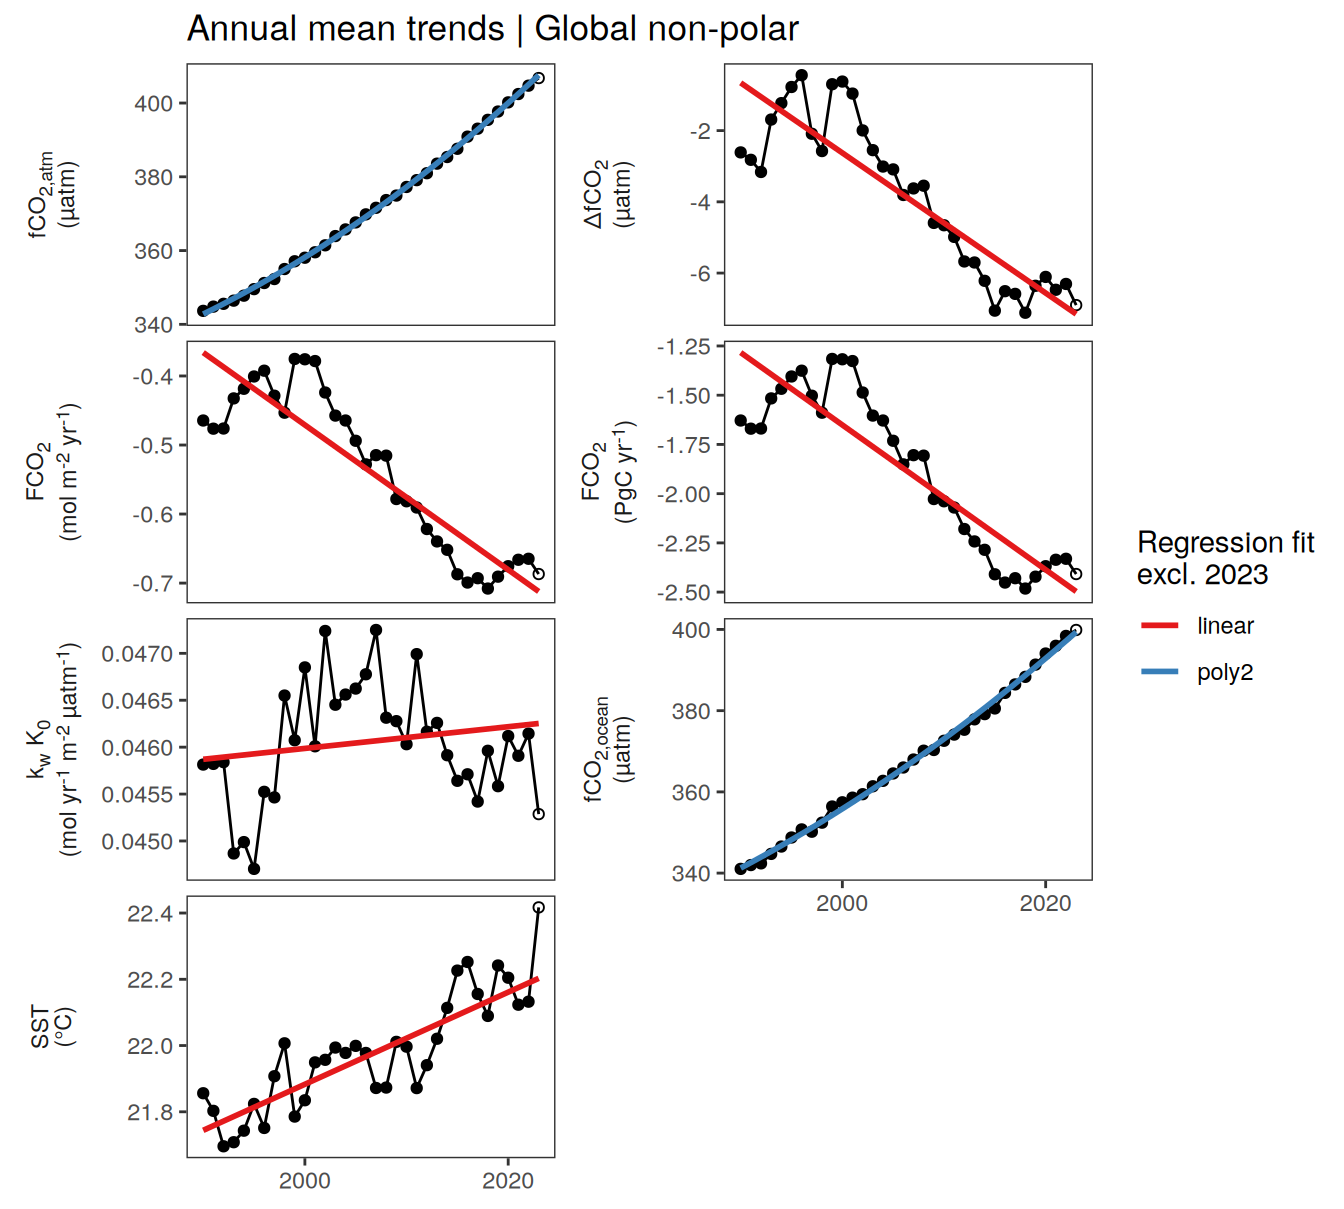 Annual mean trends | Global non-polar
fCO2,atm
(µatm)
400
380
360
340
ΔfCO2
(µatm)
-2
-4
-6
FCO2
(mol m-2 yr-1)
-0.4
-0.5
-0.6
-0.7
FCO2
(PgC yr-1)
-1.25
-1.50
-1.75
-2.00
-2.25
-2.50
kw K0
(mol yr-1 m-2 µatm-1)
0.0470
0.0465
0.0460
0.0455
0.0450
fCO2,ocean
(µatm)
400
380
360
340
2000 2020
SST
(°C)
22.4
22.2
22.0
21.8
2000 2020
Regression fit
excl. 2023
linear
poly2